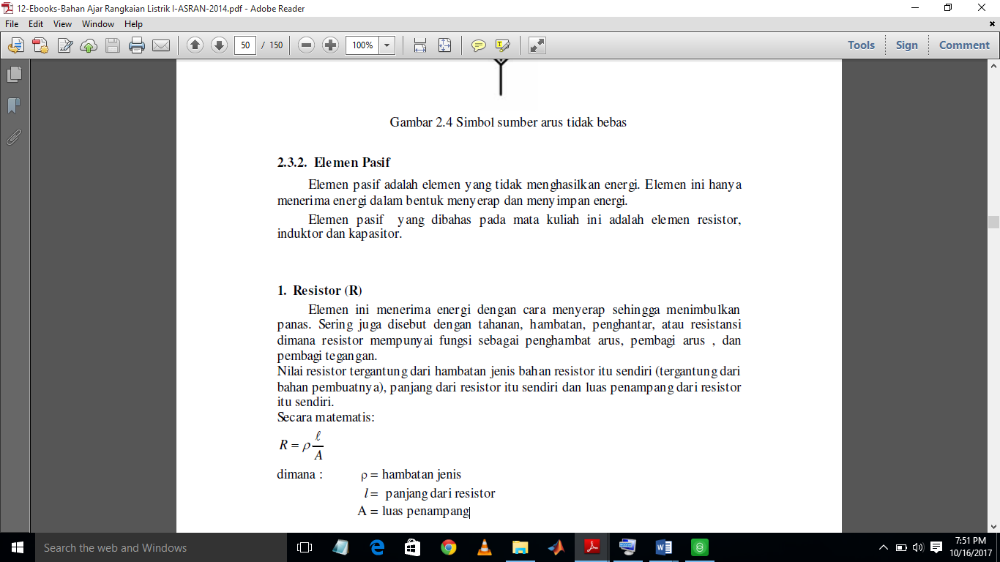 12-Ebooks-Bahan Ajar Rangkaian Listrik I-ASRAN-2014.pdf - Adobe Reader
File Edit View Window Help
50 / 150 100% Tools Sign Comment
Gambar 2.4 Simbol sumber arus tidak bebas
2.3.2. Elemen Pasif
Elemen pasif adalah elemen yang tidak menghasilkan energi. Elemen ini hanya
menerima energi dalam bentuk menyerap dan menyimpan energi.
Elemen pasif yang dibahas pada mata kuliah ini adalah elemen resistor,
induktor dan kapasitor.
1. Resistor (R)
Elemen ini menerima energi dengan cara menyerap sehingga menimbulkan
panas. Sering juga disebut dengan tahanan, hambatan, penghantar, atau resistansi
dimana resistor mempunyai fungsi sebagai penghambat arus, pembagi arus , dan
pembagi tegangan.
Nilai resistor tergantung dari hambatan jenis bahan resistor itu sendiri (tergantung dari
bahan pembuatnya), panjang dari resistor itu sendiri dan luas penampang dari resistor
itu sendiri.
Secara matematis:
R = ρ ℓ/A
dimana : ρ = hambatan jenis
l = panjang dari resistor
A = luas penampang
Search the web and Windows
7:51 PM
10/16/2017